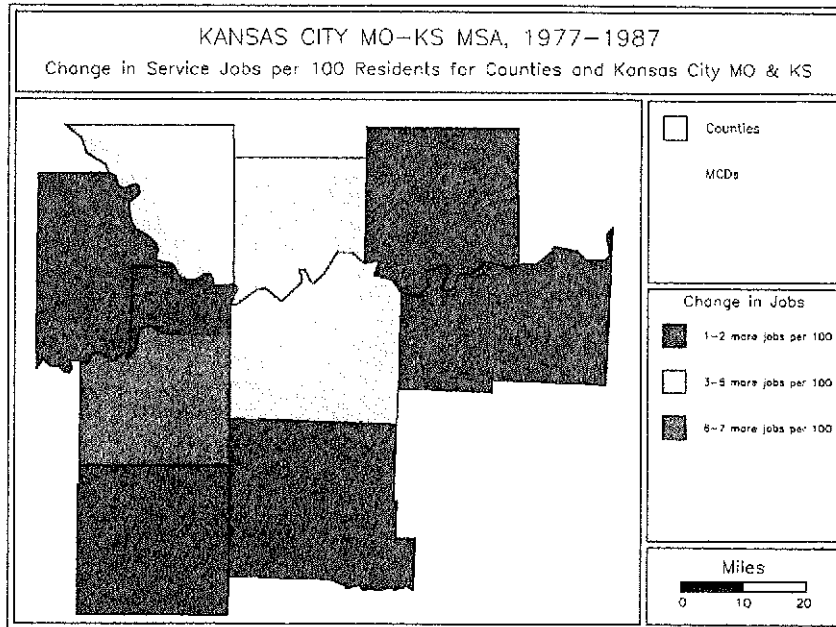 KANSAS CITY MO-KS MSA, 1977-1987
Change in Service Jobs per 100 Residents for Counties and Kansas City MO & KS
Counties
MCDs
Change in Jobs
1-2 more jobs per 100
3-5 more jobs per 100
6-7 more jobs per 100
Miles
0 10 20